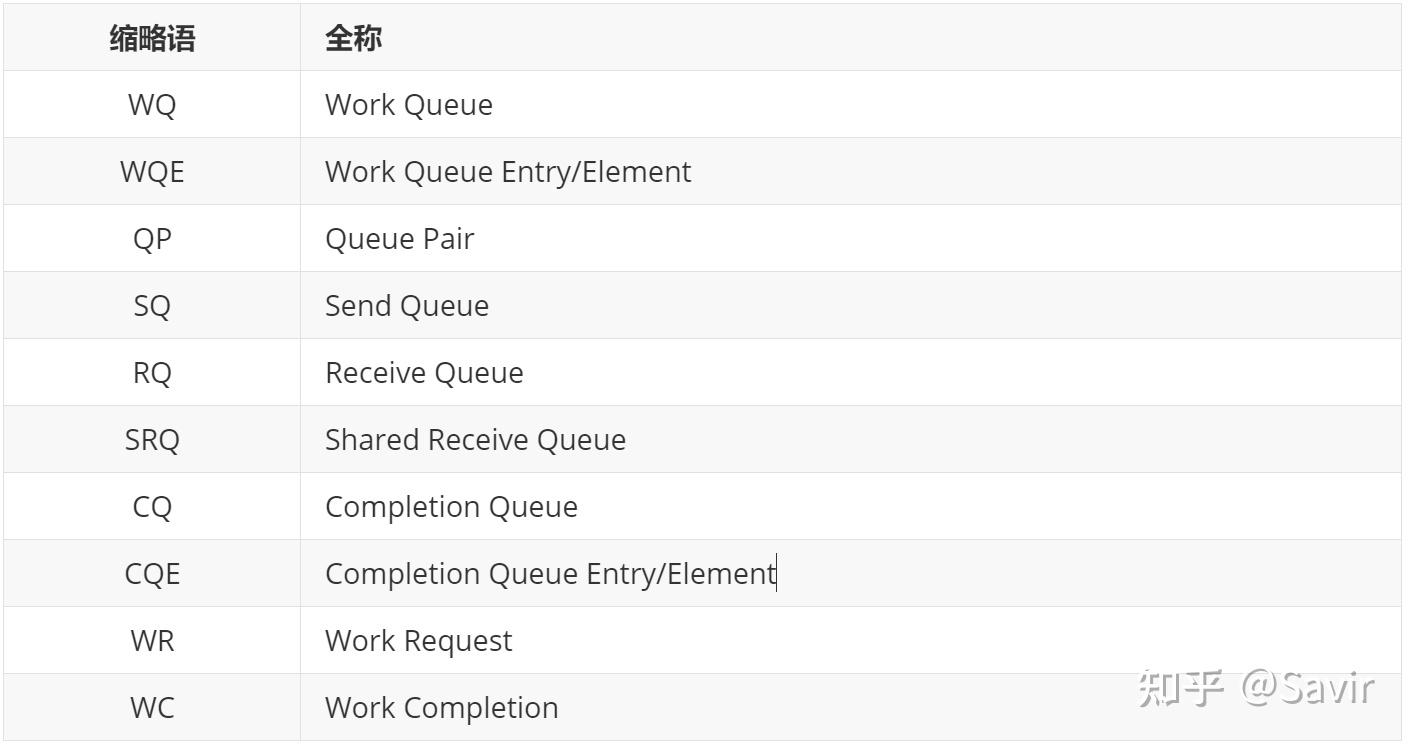 缩略语 全称
WQ Work Queue
WQE Work Queue Entry/Element
QP Queue Pair
SQ Send Queue
RQ Receive Queue
SRQ Shared Receive Queue
CQ Completion Queue
CQE Completion Queue Entry/Element
WR Work Request
WC Work Completion
知乎 @Savir